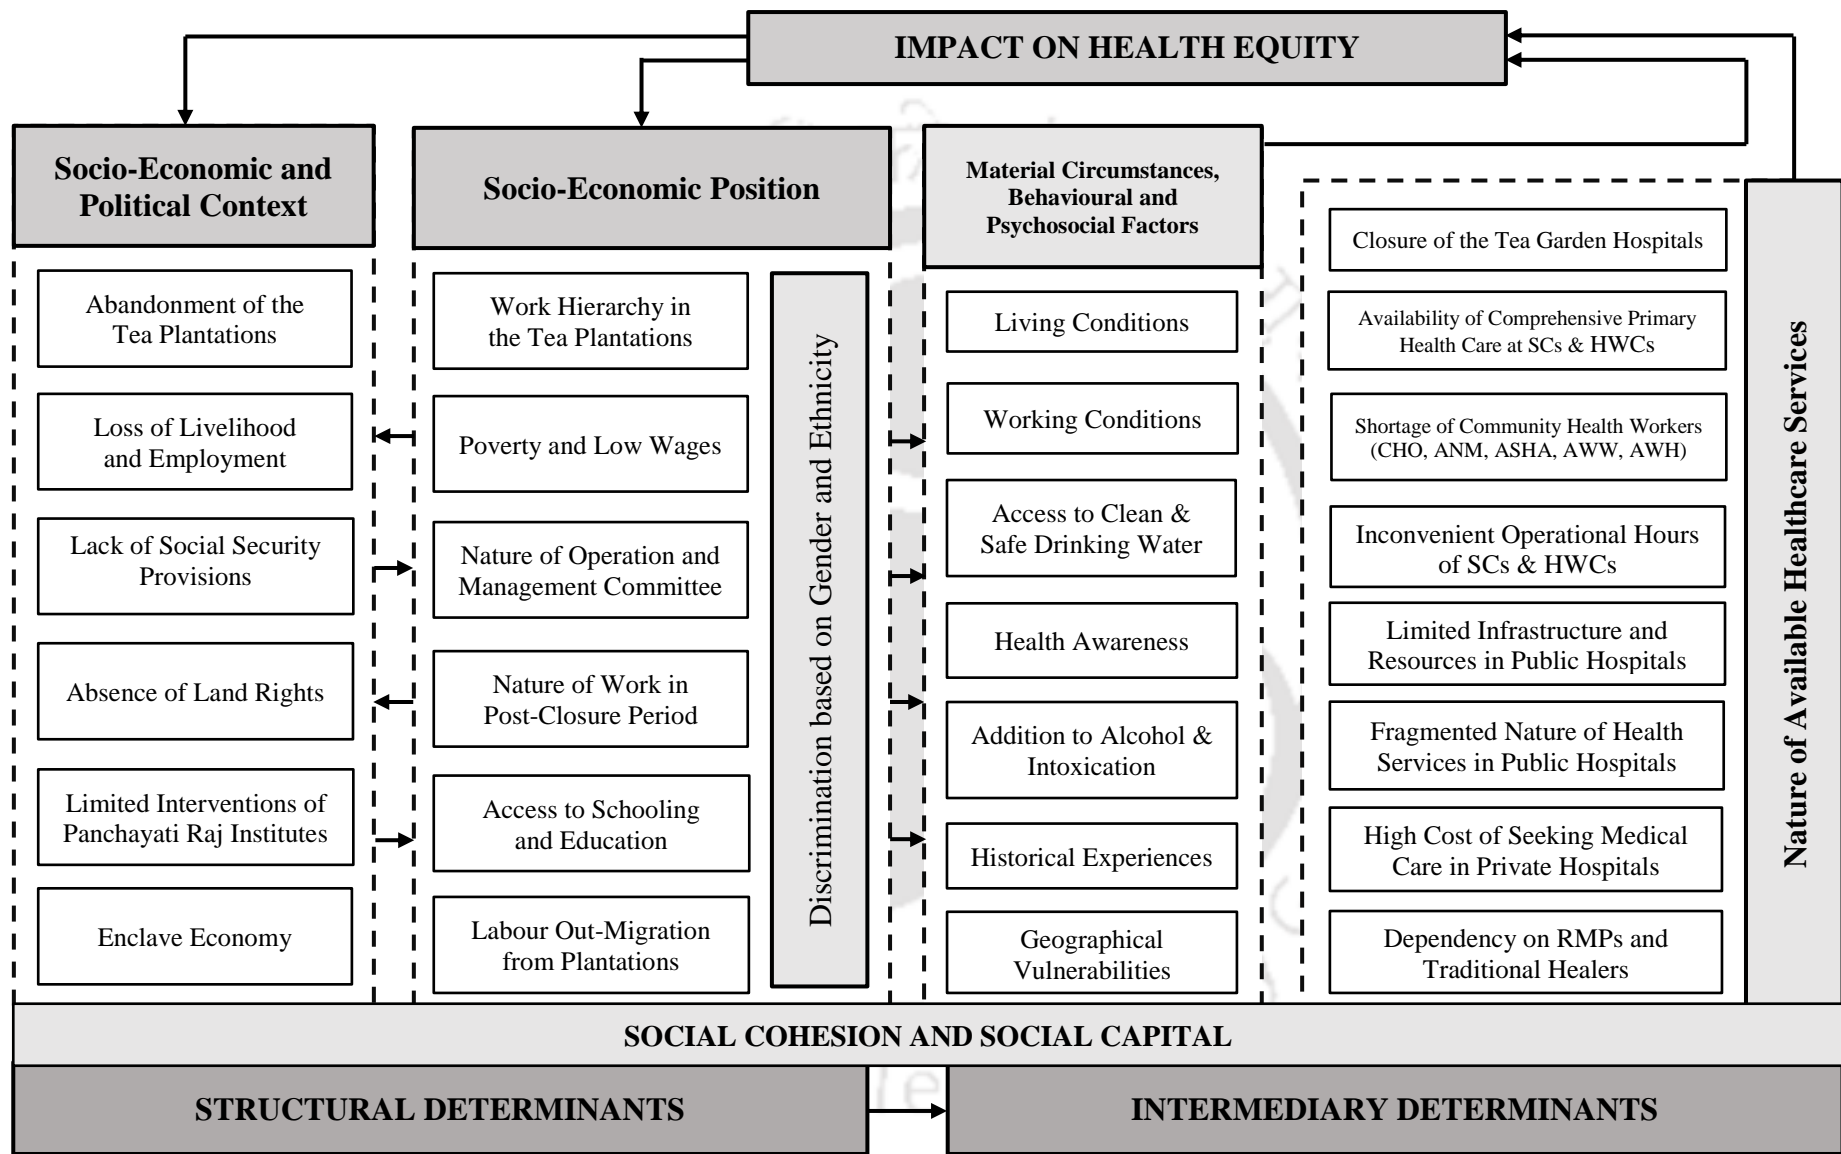 IMPACT ON HEALTH EQUITY
Socio-Economic and
Political Context
Abandonment of the
Tea Plantations
Loss of Livelihood
and Employment
Lack of Social Security
Provisions
Absence of Land Rights
Limited Interventions of
Panchayati Raj Institutes
Enclave Economy
Socio-Economic Position
Work Hierarchy in
the Tea Plantations
Poverty and Low Wages
Nature of Operation and
Management Committee
Nature of Work in
Post-Closure Period
Access to Schooling
and Education
Labour Out-Migration
from Plantations
Discrimination based on Gender and Ethnicity
Material Circumstances,
Behavioural and
Psychosocial Factors
Living Conditions
Working Conditions
Access to Clean &
Safe Drinking Water
Health Awareness
Addition to Alcohol &
Intoxication
Historical Experiences
Geographical
Vulnerabilities
Closure of the Tea Garden Hospitals
Availability of Comprehensive Primary
Health Care at SCs & HWCs
Shortage of Community Health Workers
(CHO, ANM, ASHA, AWW, AWH)
Inconvenient Operational Hours
of SCs & HWCs
Limited Infrastructure and
Resources in Public Hospitals
Fragmented Nature of Health
Services in Public Hospitals
High Cost of Seeking Medical
Care in Private Hospitals
Dependency on RMPs and
Traditional Healers
Nature of Available Healthcare Services
SOCIAL COHESION AND SOCIAL CAPITAL
STRUCTURAL DETERMINANTS
INTERMEDIARY DETERMINANTS